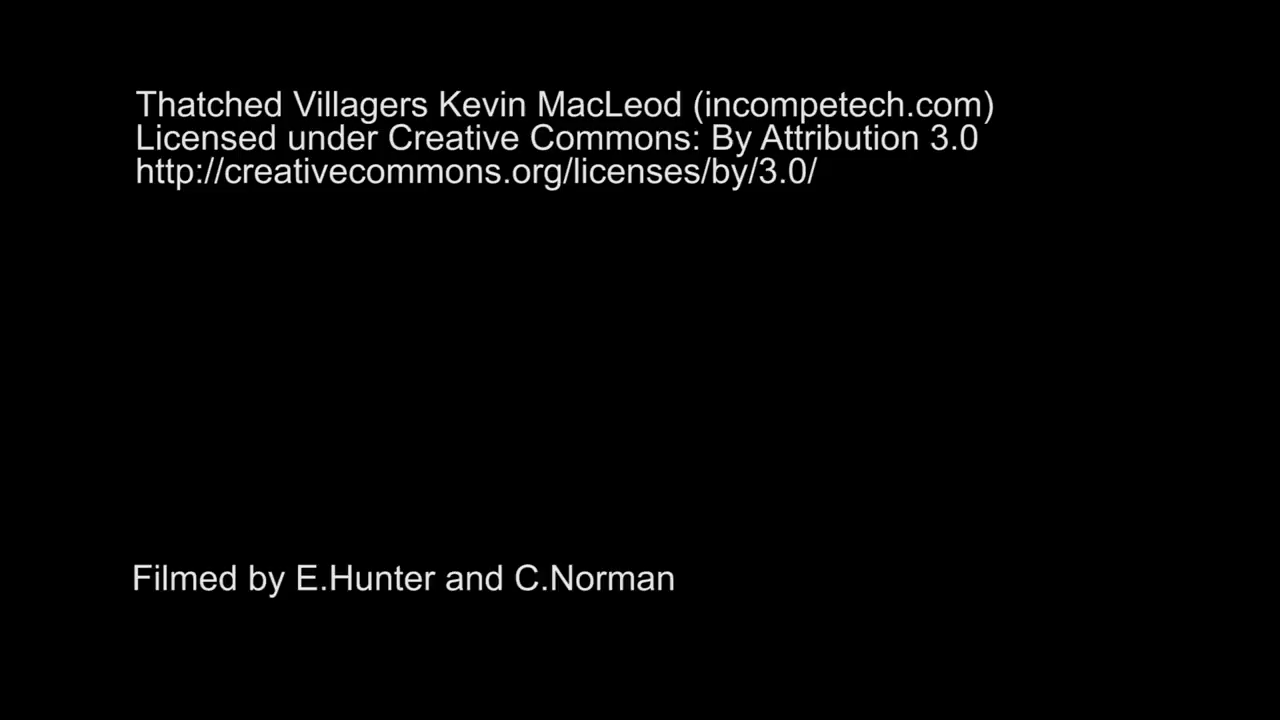 Thatched Villagers Kevin MacLeod (incompetech.com)
Licensed under Creative Commons: By Attribution 3.0
http://creativecommons.org/licenses/by/3.0/
Filmed by E.Hunter and C.Norman